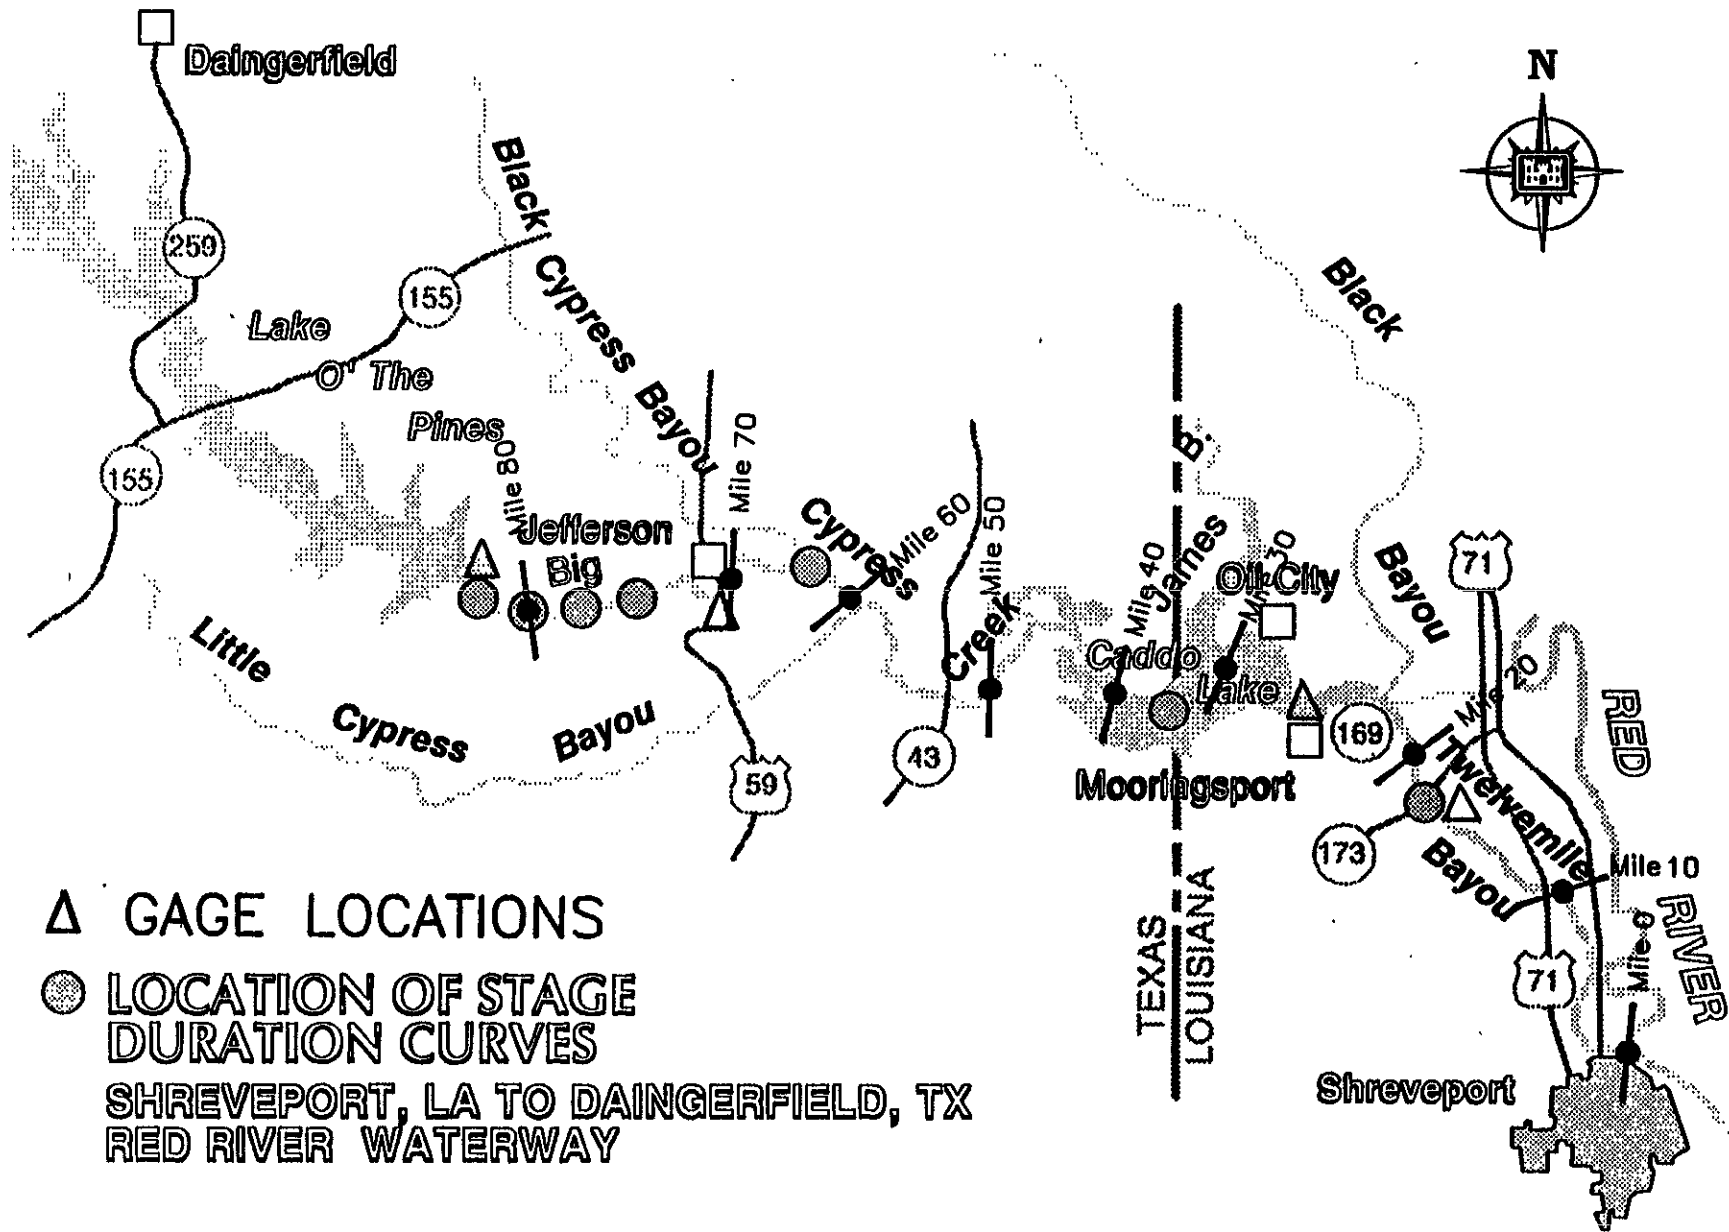 Daingerfield
N
Black
Cypress
Bayou
259
155
Lake
O' The
Pines
155
Mile 80
Jefferson
Big
Mile 70
Cypress
Mile 60
Creek
Mile 50
Black
Bayou
B.
James
Mile 40
Mile 30
Oil City
Caddo
Lake
71
Little
Cypress
Bayou
59
43
169
Mile 20
RED
Mooringsport
Twelvemile
Bayou
173
Mile 10
RIVER
Mile 0
71
TEXAS
LOUISIANA
Shreveport
GAGE LOCATIONS
LOCATION OF STAGE
DURATION CURVES
SHREVEPORT, LA TO DAINGERFIELD, TX
RED RIVER WATERWAY